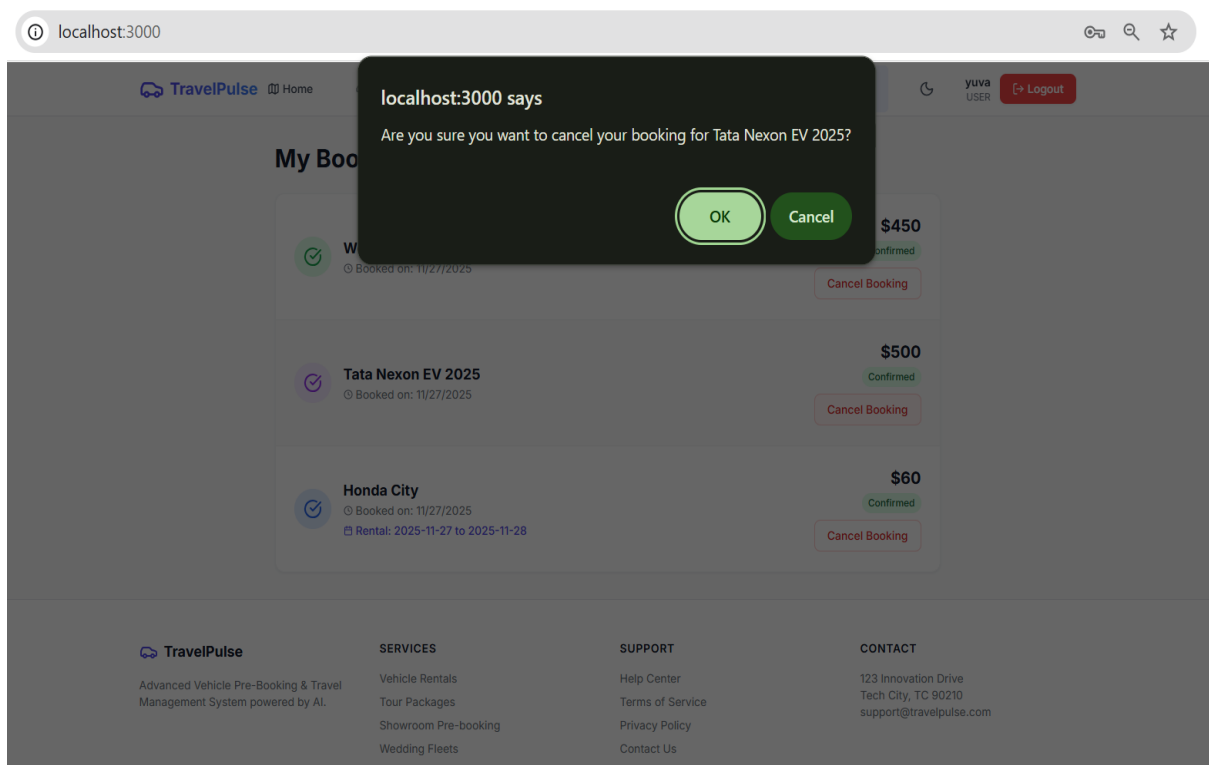 localhost:3000
TravelPulse Home
yuva
USER
Logout
localhost:3000 says
Are you sure you want to cancel your booking for Tata Nexon EV 2025?
OK Cancel
My Boo
W
Booked on: 11/27/2025
$450
onfirmed
Cancel Booking
Tata Nexon EV 2025
Booked on: 11/27/2025
$500
Confirmed
Cancel Booking
Honda City
Booked on: 11/27/2025
Rental: 2025-11-27 to 2025-11-28
$60
Confirmed
Cancel Booking
TravelPulse
Advanced Vehicle Pre-Booking & Travel
Management System powered by AI.
SERVICES
Vehicle Rentals
Tour Packages
Showroom Pre-booking
Wedding Fleets
SUPPORT
Help Center
Terms of Service
Privacy Policy
Contact Us
CONTACT
123 Innovation Drive
Tech City, TC 90210
support@travelpulse.com